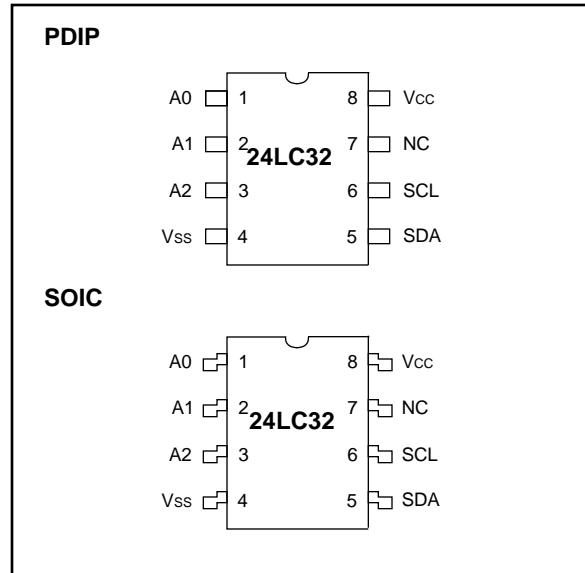 PDIP
A0 1 8 Vcc
A1 2 7 NC
24LC32
A2 3 6 SCL
Vss 4 5 SDA
SOIC
A0 1 8 Vcc
A1 2 7 NC
24LC32
A2 3 6 SCL
Vss 4 5 SDA